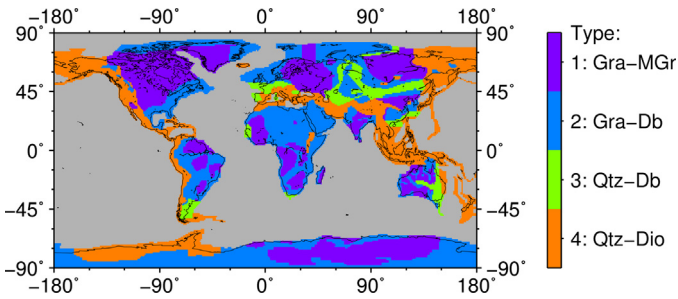 −180° −90° 0° 90° 180°
90° 90°
45° 45°
0° 0°
−45° −45°
−90° −90°
−180° −90° 0° 90° 180°
Type:
1: Gra−MGr
2: Gra−Db
3: Qtz−Db
4: Qtz−Dio